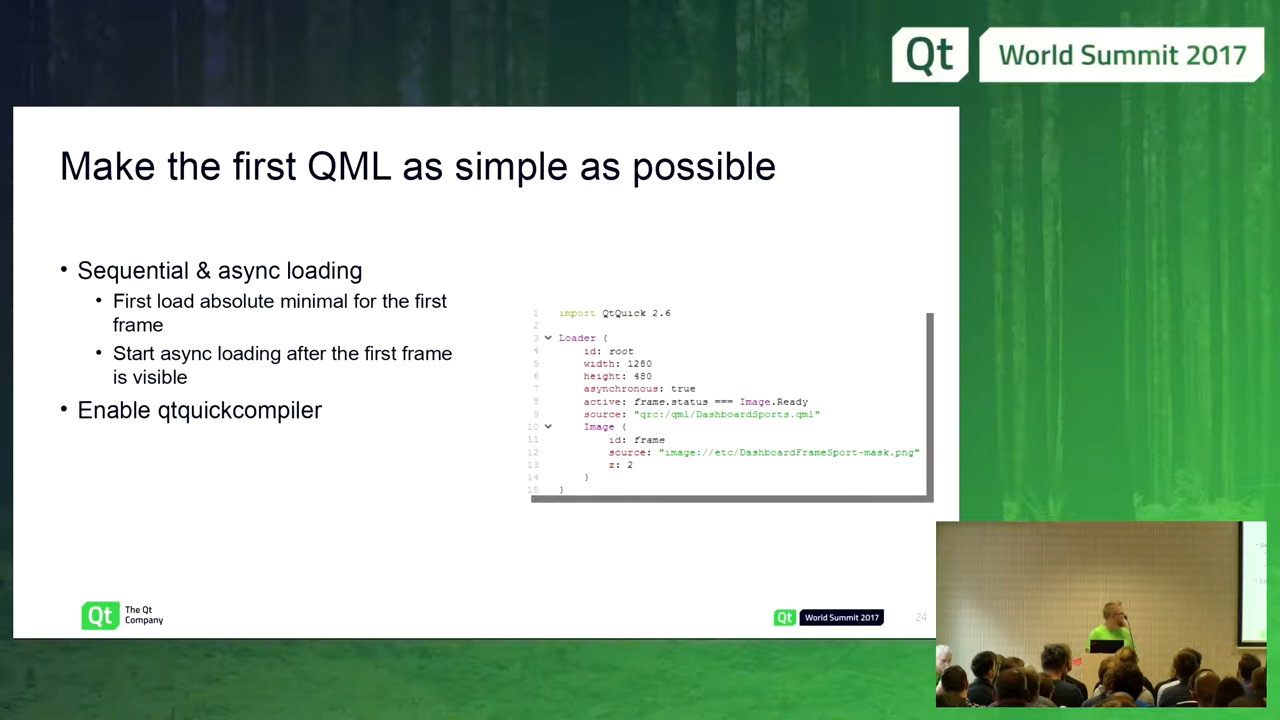 Qt World Summit 2017
Make the first QML as simple as possible
• Sequential & async loading
• First load absolute minimal for the first
frame
• Start async loading after the first frame
is visible
• Enable qtquickcompiler
1 import QtQuick 2.6
2
3 Loader {
4 id: root
5 width: 1280
6 height: 480
7 asynchronous: true
8 active: frame.status === Image.Ready
9 source: "qrc:/qml/DashboardSports.qml"
10 Image {
11 id: frame
12 source: "image://etc/DashboardFrameSport-mask.png"
13 z: 2
14 }
15 }
Qt The Qt
Company
Qt World Summit 2017
24